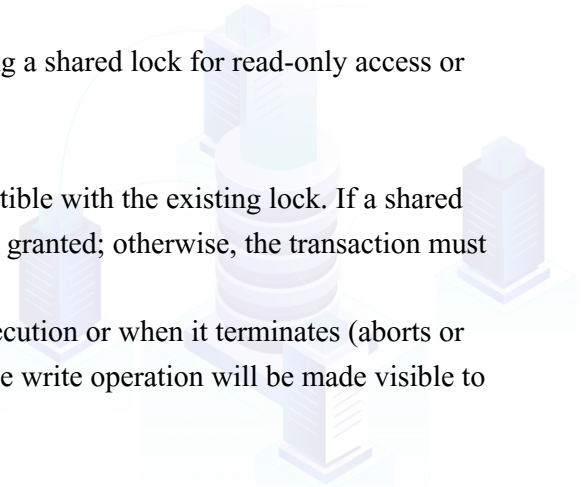 g a shared lock for read-only access or
tible with the existing lock. If a shared
granted; otherwise, the transaction must
ecution or when it terminates (aborts or
e write operation will be made visible to